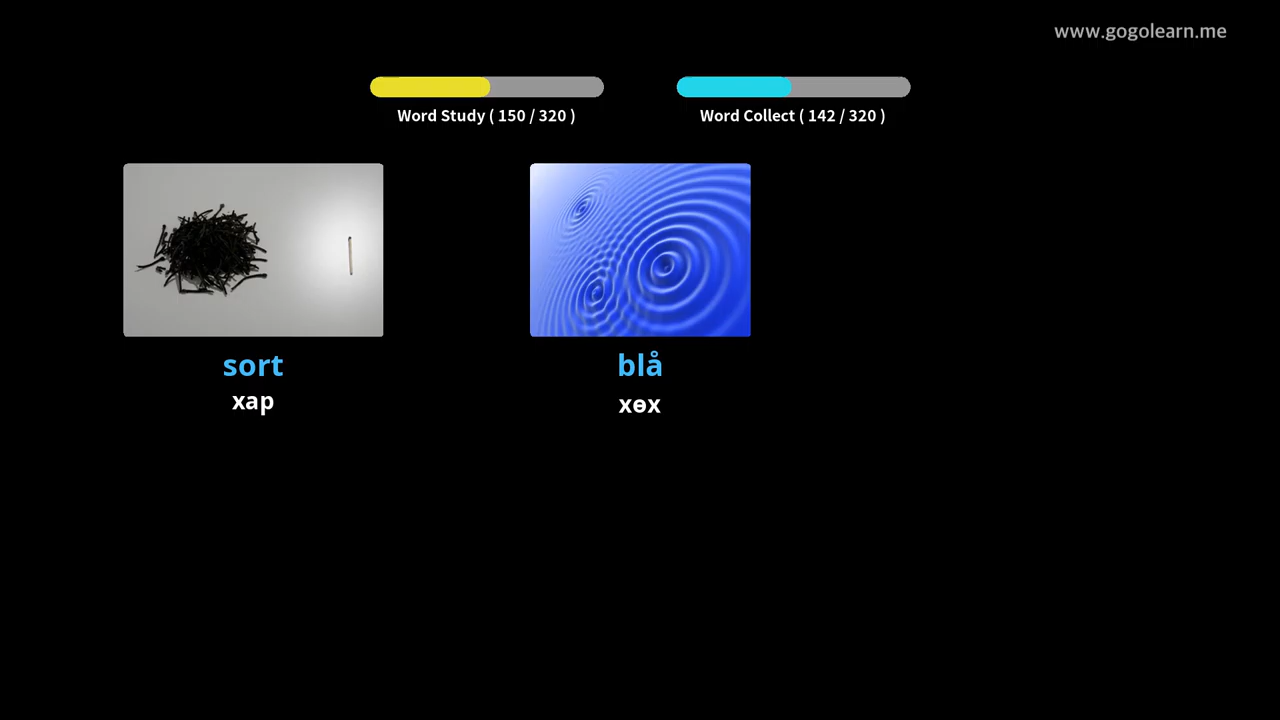 www.gogolearn.me
Word Study ( 150 / 320 )
Word Collect ( 142 / 320 )
sort
хар
blå
хөх